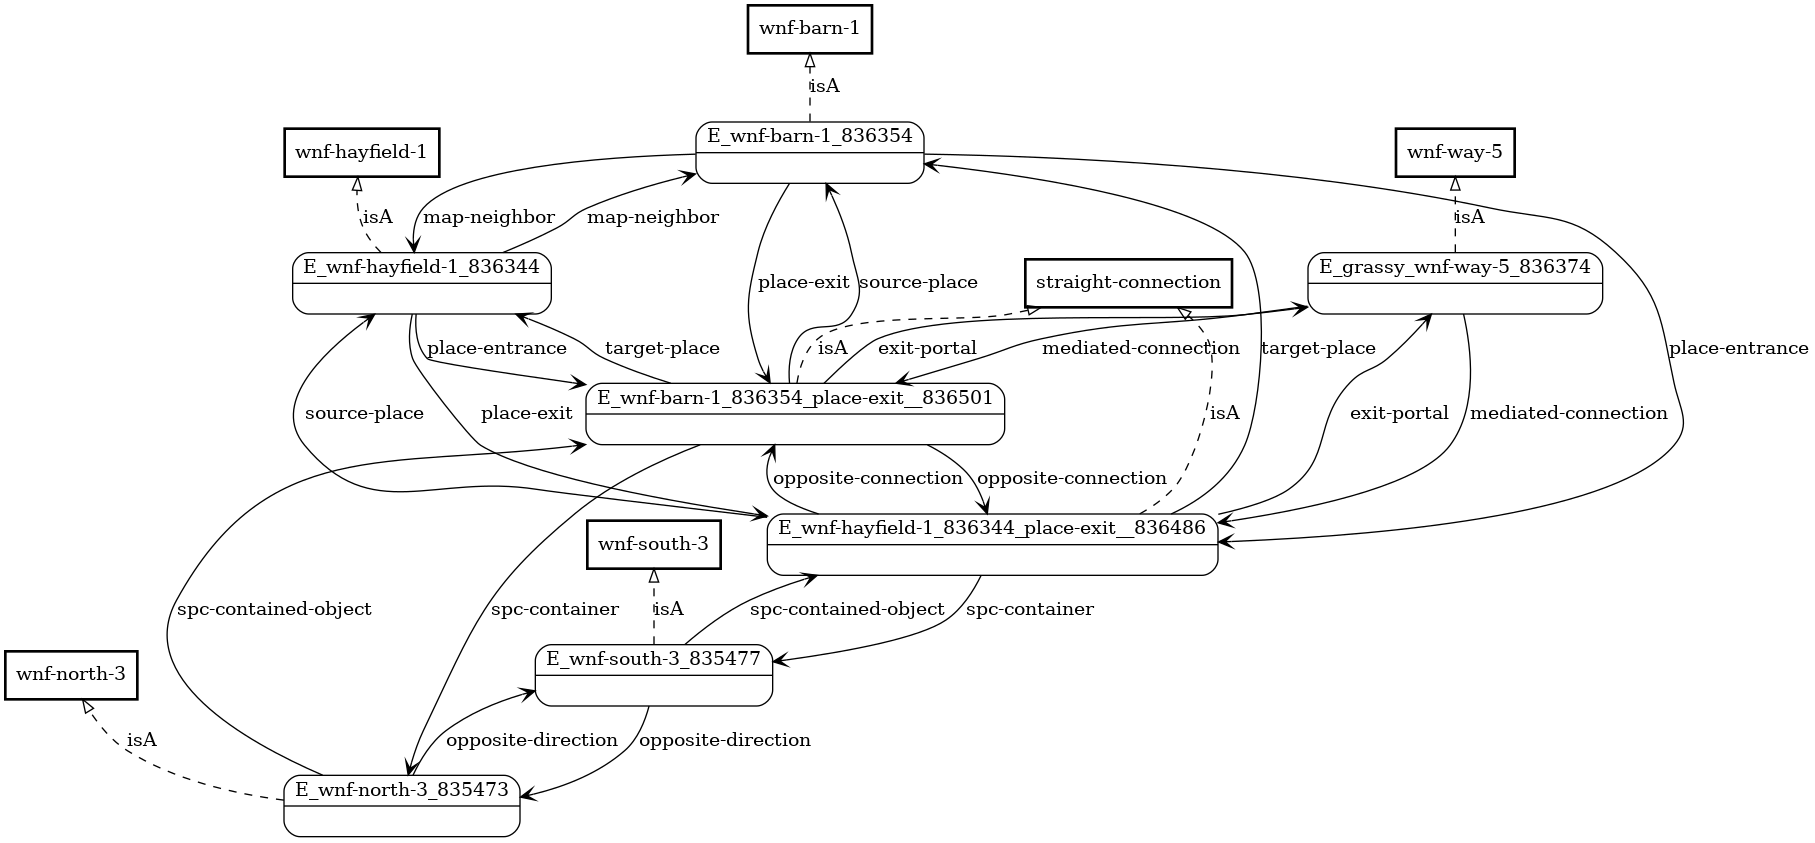 wnf-barn-1
isA
E_wnf-barn-1_836354
wnf-hayfield-1
wnf-way-5
isA
map-neighbor
map-neighbor
isA
E_wnf-hayfield-1_836344
E_grassy_wnf-way-5_836374
place-exit
source-place
straight-connection
place-entrance
target-place
isA
exit-portal
mediated-connection
target-place
place-entrance
E_wnf-barn-1_836354_place-exit__836501
source-place
place-exit
isA
exit-portal
mediated-connection
opposite-connection
opposite-connection
E_wnf-hayfield-1_836344_place-exit__836486
wnf-south-3
spc-contained-object
spc-container
isA
spc-contained-object
spc-container
E_wnf-south-3_835477
wnf-north-3
isA
opposite-direction
opposite-direction
E_wnf-north-3_835473